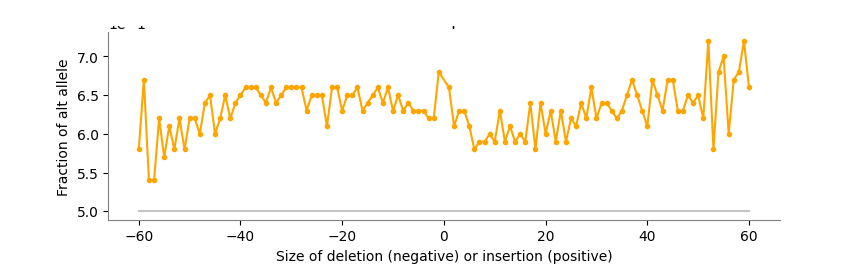 7.0
6.5
6.0
5.5
5.0
Fraction of alt allele
−60 −40 −20 0 20 40 60
Size of deletion (negative) or insertion (positive)